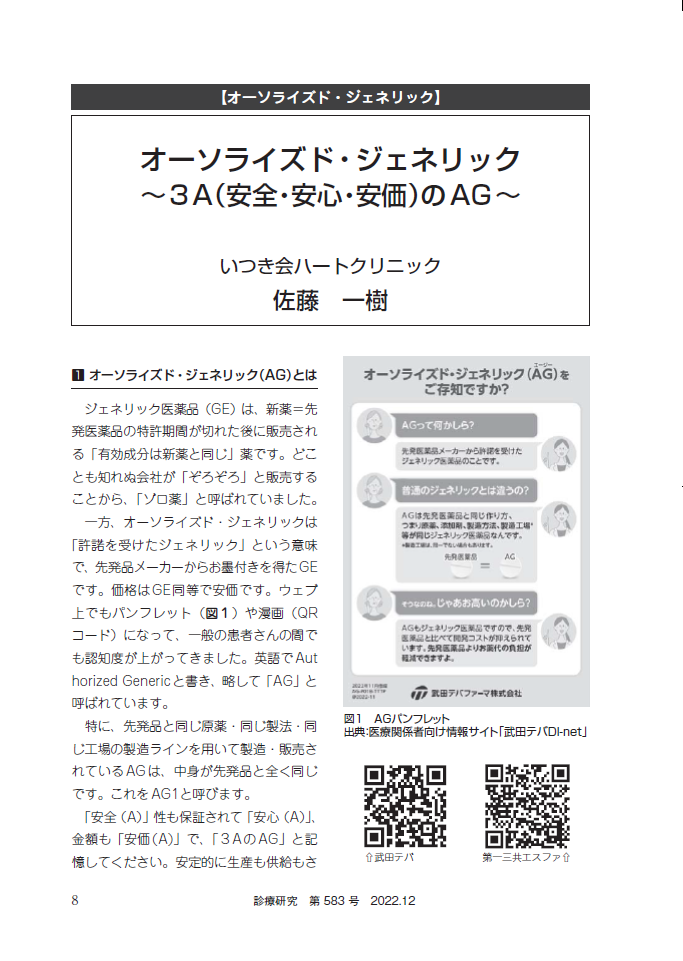 【オーソライズド・ジェネリック】
オーソライズド・ジェネリック
～３Ａ（安全・安心・安価）のＡＧ～
いつき会ハートクリニック
佐藤　一樹
1 オーソライズド・ジェネリック（AG）とは
ジェネリック医薬品（GE）は、新薬＝先
発医薬品の特許期間が切れた後に販売され
る「有効成分は新薬と同じ」薬です。どこ
とも知れぬ会社が「ぞろぞろ」と販売する
ことから、「ゾロ薬」と呼ばれていました。
一方、オーソライズド・ジェネリックは
「許諾を受けたジェネリック」という意味
で、先発品メーカーからお墨付きを得たGE
です。価格はGE同等で安価です。ウェブ
上でもパンフレット（図１）や漫画（QR
コード）になって、一般の患者さんの間で
も認知度が上がってきました。英語でAut
horized Genericと書き、略して「AG」と
呼ばれています。
特に、先発品と同じ原薬・同じ製法・同
じ工場の製造ラインを用いて製造・販売さ
れているAGは、中身が先発品と全く同じ
です。これをAG1と呼びます。
「安全（A)」性も保証されて「安心（A)」、
金額も「安価(A)」で、「３AのAG」と記
憶してください。安定的に生産も供給もさ
エージー
オーソライズド・ジェネリック（AG）を
ご存知ですか？
AGって何かしら？
先発医薬品メーカーから許諾を受けた
ジェネリック医薬品のことです。
普通のジェネリックとは違うの？
AGは先発医薬品と同じ作り方、
つまり原薬、添加剤、製造方法、製造工場*
等が同じジェネリック医薬品なんです。
*製造工場は、同一でない場合もあります。
先発医薬品
AG
=
そうなのね、じゃあお高いのかしら？
AGもジェネリック医薬品ですので、先発
医薬品と比べて開発コストが抑えられて
います。先発医薬品よりお薬代の負担が
軽減できますよ。
武田テバファーマ株式会社
図１　AGパンフレット
出典：医療関係者向け情報サイト「武田テバDI-net」
⇧武田テバ
第一三共エスファ⇧
8
診療研究　第 583 号　2022.12